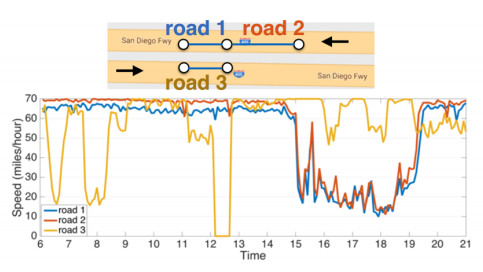 road 1 road 2
San Diego Fwy
road 3
San Diego Fwy
Speed (miles/hour)
70
60
50
40
30
20
10
0
road 1
road 2
road 3
6 7 8 9 10 11 12 13 14 15 16 17 18 19 20 21
Time